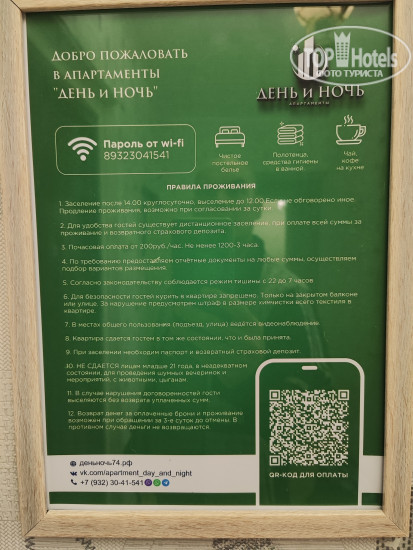 Добро пожаловать
в апартаменты
"День и ночь"
TOP Hotels
ФОТО ТУРИСТА
ДЕНЬ И НОЧЬ
АПАРТАМЕНТЫ
Пароль от wi-fi
89323041541
Чистое
постельное
белье
Полотенца,
средства гигиены
в ванной
Чай,
кофе
на кухне
ПРАВИЛА ПРОЖИВАНИЯ
1. Заселение после 14.00 круглосуточно, выселение до 12.00. Если не обговорено иное.
Продление проживания, возможно при согласовании за сутки.
2. Для удобства гостей существует дистанционное заселение, при оплате всей суммы за
проживание и возвратного страхового депозита.
3. Почасовая оплата от 200руб./час. Не менее 1200-3 часа.
4. По требованию предоставляем отчётные документы на любые суммы, осуществляем
подбор вариантов размещения.
5. Согласно законодательству соблюдается режим тишины с 22 до 7 часов
6. Для безопасности гостей курить в квартире запрещено. Только на закрытом балконе
или улице. За нарушение предусмотрен штраф в размере химчистки всего текстиля в
квартире.
7. В местах общего пользования (подъезд, улица) ведётся видеонаблюдение.
8. Квартира сдается гостем в том же состоянии, что и была принята.
9. При заселении необходим паспорт и возвратный страховой депозит.
10. НЕ СДАЕТСЯ лицам младше 21 года, в неадекватном
состоянии, для проведения шумных вечеринок и
мероприятий, с животными, цыганам.
11. В случае нарушения договоренностей гости
выселяются без возврата уплаченных сумм.
12. Возврат денег за оплаченные брони и проживание
возможен при обращении за 3-е суток до отмены. В
противном случае деньги не возвращаются.
QR-КОД ДЛЯ ОПЛАТЫ
деньночь74.рф
vk.com/apartment_day_and_night
+7 (932) 30-41-541